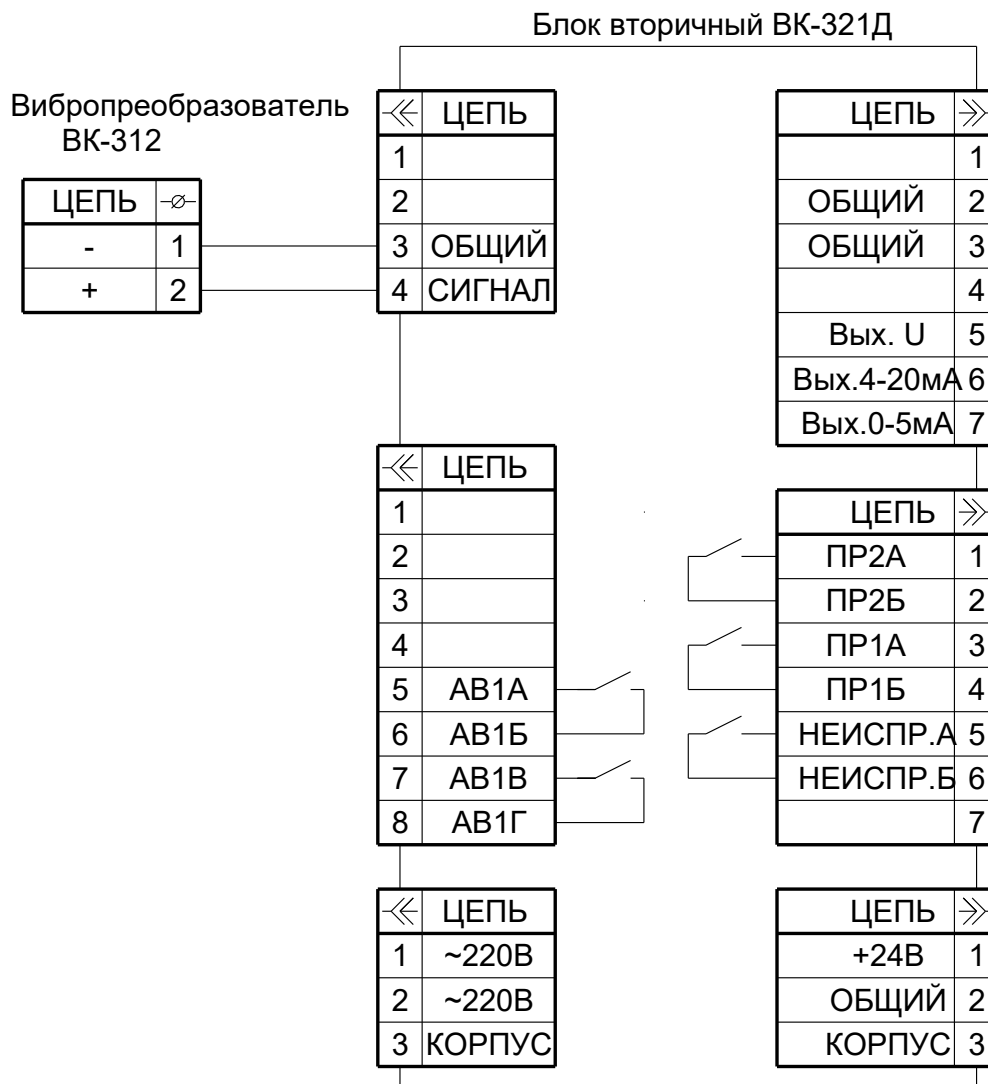 Блок вторичный ВК-321Д
Вибропреобразователь
ВК-312
ЦЕПЬ
- 1
+ 2
ЦЕПЬ
1
2
3 ОБЩИЙ
4 СИГНАЛ
ЦЕПЬ
1
ОБЩИЙ 2
ОБЩИЙ 3
4
Вых. U 5
Вых.4-20мА 6
Вых.0-5мА 7
ЦЕПЬ
1
2
3
4
5 АВ1А
6 АВ1Б
7 АВ1В
8 АВ1Г
ЦЕПЬ
ПР2А 1
ПР2Б 2
ПР1А 3
ПР1Б 4
НЕИСПР.А 5
НЕИСПР.Б 6
7
ЦЕПЬ
1 ~220В
2 ~220В
3 КОРПУС
ЦЕПЬ
+24В 1
ОБЩИЙ 2
КОРПУС 3